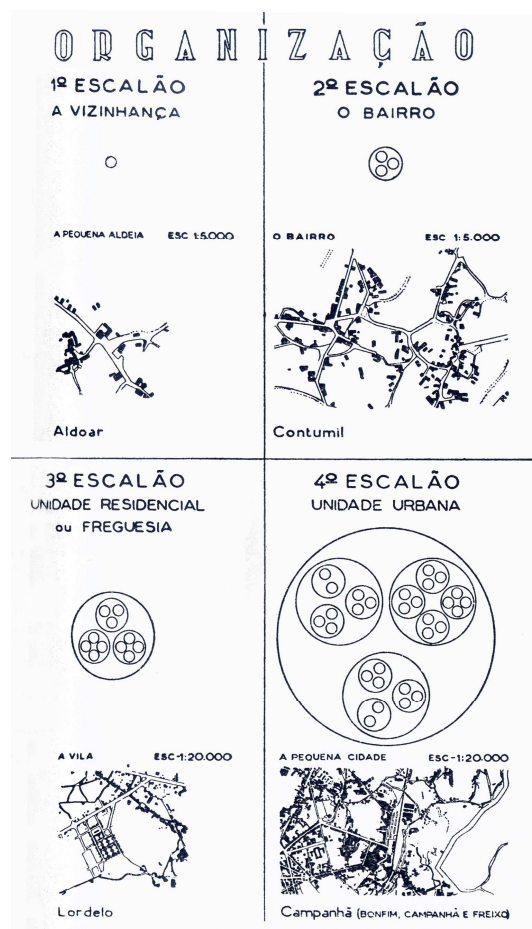 ORGANIZAÇÃO
1º ESCALÃO
A VIZINHANÇA
A PEQUENA ALDEIA ESC 1:5.000
Aldoar
2º ESCALÃO
O BAIRRO
O BAIRRO ESC 1:5.000
Contumil
3º ESCALÃO
UNIDADE RESIDENCIAL
ou FREGUESIA
A VILA ESC-1:20.000
Lordelo
4º ESCALÃO
UNIDADE URBANA
A PEQUENA CIDADE ESC-1:20.000
Campanhã (BONFIM, CAMPANHÃ E FREIXO)